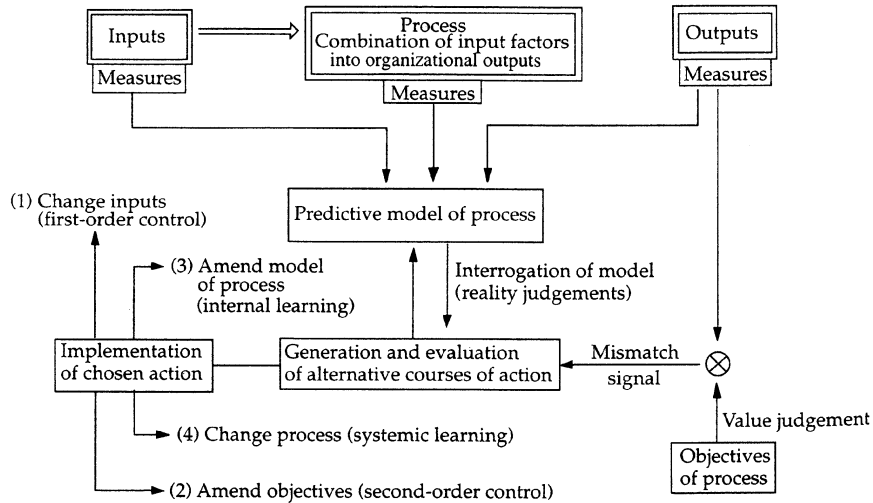 Inputs
Measures
Process
Combination of input factors
into organizational outputs
Measures
Outputs
Measures
Predictive model of process
(1) Change inputs
(first-order control)
(3) Amend model
of process
(internal learning)
Interrogation of model
(reality judgements)
Implementation
of chosen action
Generation and evaluation
of alternative courses of action
Mismatch
signal
Value judgement
Objectives
of process
(4) Change process (systemic learning)
(2) Amend objectives (second-order control)